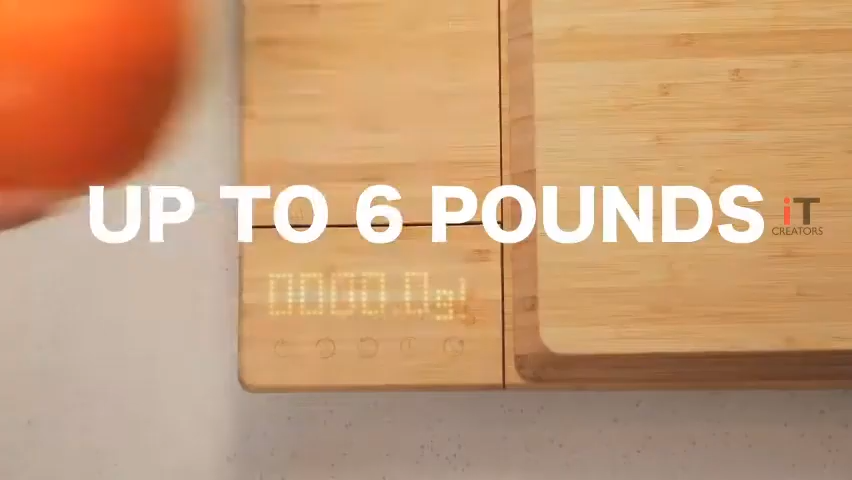 UP TO 6 POUNDS
iT
CREATORS
0000.0g